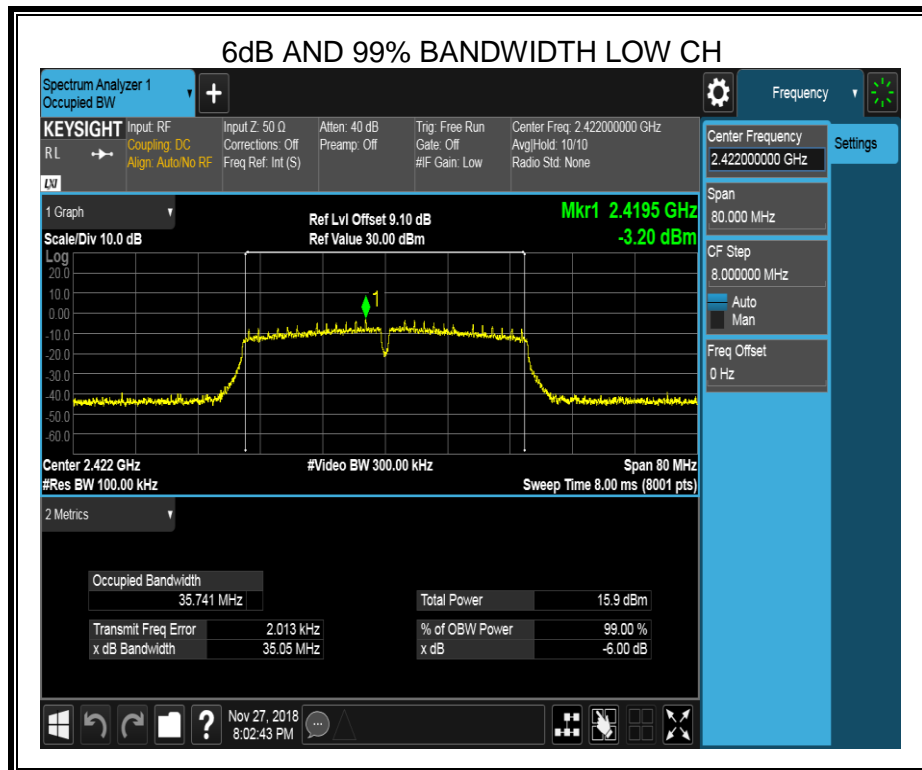 6dB AND 99% BANDWIDTH LOW CH
Spectrum Analyzer 1
Occupied BW
Frequency
KEYSIGHT
RL
LXI
Input: RF
Coupling: DC
Align: Auto/No RF
Input Z: 50 Ω
Corrections: Off
Freq Ref: Int (S)
Atten: 40 dB
Preamp: Off
Trig: Free Run
Gate: Off
#IF Gain: Low
Center Freq: 2.422000000 GHz
Avg|Hold: 10/10
Radio Std: None
Center Frequency
2.422000000 GHz
Settings
Span
80.000 MHz
CF Step
8.000000 MHz
Auto
Man
Freq Offset
0 Hz
1 Graph
Ref Lvl Offset 9.10 dB
Mkr1 2.4195 GHz
Scale/Div 10.0 dB
Ref Value 30.00 dBm
-3.20 dBm
Log
20.0
10.0
0.00
-10.0
-20.0
-30.0
-40.0
-50.0
-60.0
1
Center 2.422 GHz
#Video BW 300.00 kHz
Span 80 MHz
#Res BW 100.00 kHz
Sweep Time 8.00 ms (8001 pts)
2 Metrics
Occupied Bandwidth
35.741 MHz
Total Power 15.9 dBm
Transmit Freq Error 2.013 kHz
% of OBW Power 99.00 %
x dB Bandwidth 35.05 MHz
x dB -6.00 dB
Nov 27, 2018
8:02:43 PM